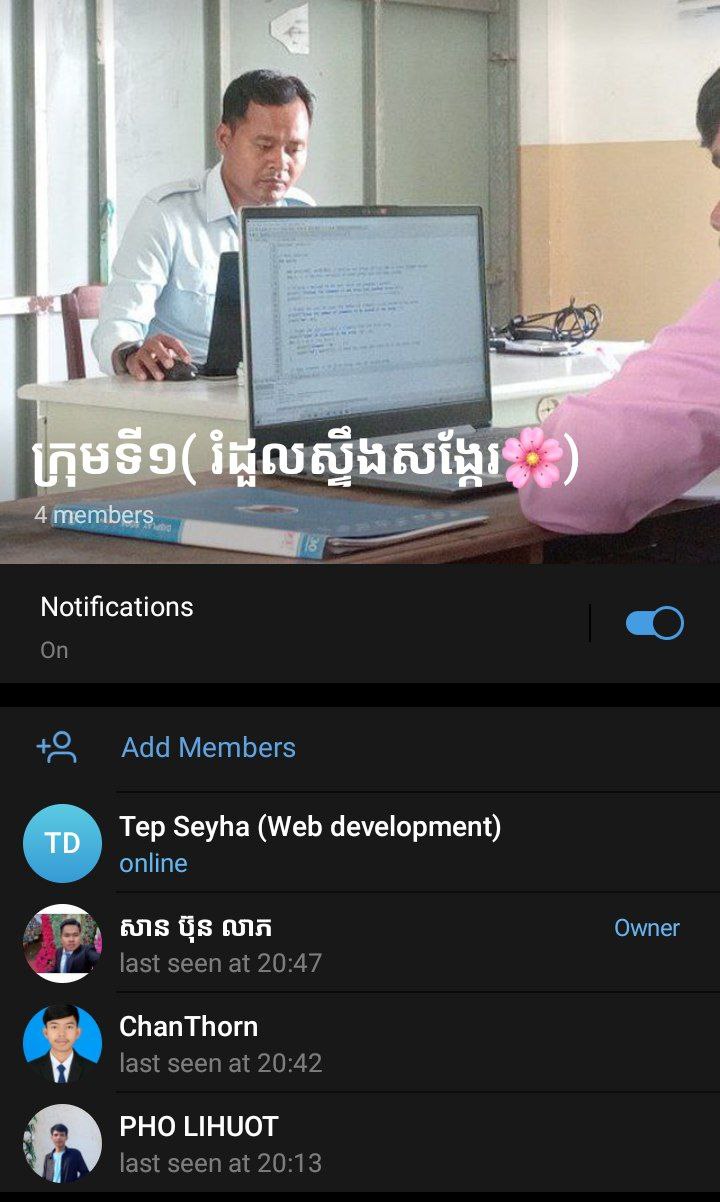 ក្រុមទី១( រំដួលស្ទឹងសង្កែរ🌸)
4 members
Notifications
On
Add Members
TD
Tep Seyha (Web development)
online
សាន ប៊ុន លាភ
Owner
last seen at 20:47
ChanThorn
last seen at 20:42
PHO LIHUOT
last seen at 20:13